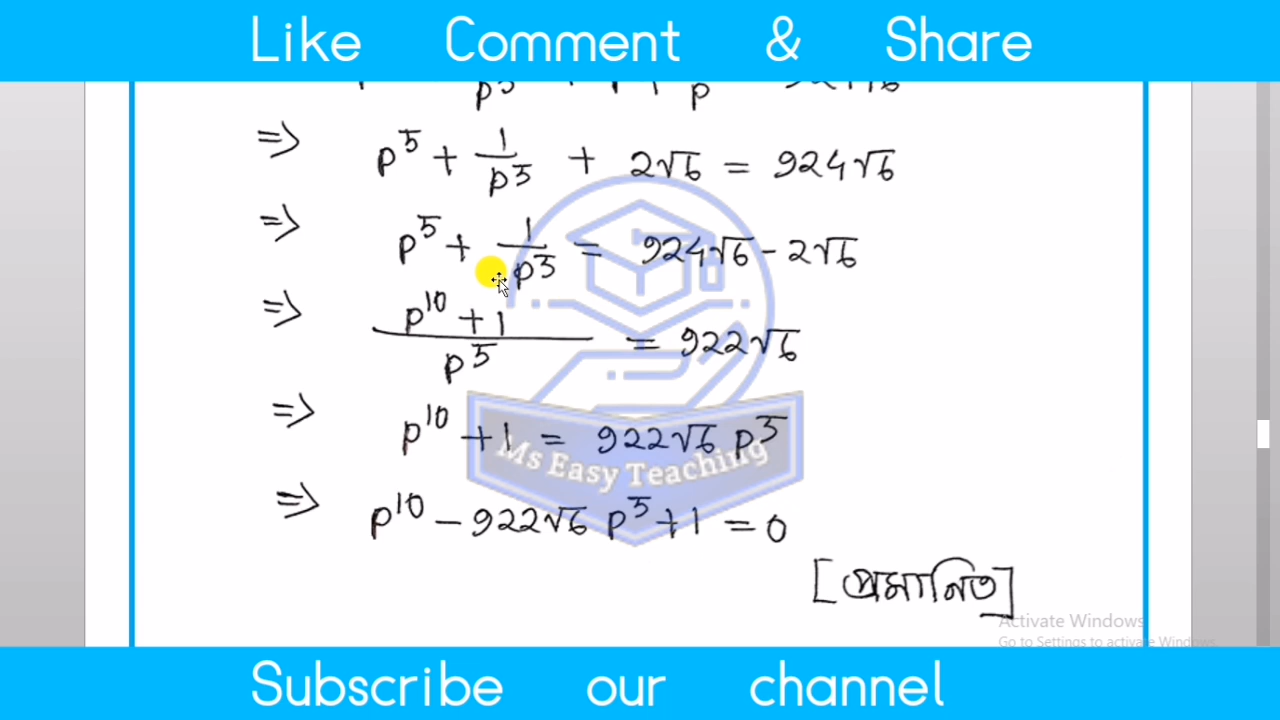 Like Comment & Share
=> p⁵ + 1/p⁵ + 2√6 = 924√6
=> p⁵ + 1/p⁵ = 924√6 - 2√6
=> (p¹⁰ + 1)/p⁵ = 922√6
=> p¹⁰ + 1 = 922√6 p⁵
=> p¹⁰ - 922√6 p⁵ + 1 = 0
[প্রমানিত]
Ms Easy Teaching
Activate Windows
Go to Settings to activate Windows.
Subscribe our channel